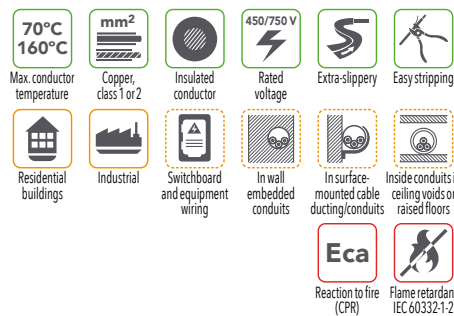 70°C
160°C
mm²
450/750 V
Max. conductor
temperature
Copper,
class 1 or 2
Insulated
conductor
Rated
voltage
Extra-slippery
Easy stripping
Residential
buildings
Industrial
Switchboard
and equipment
wiring
In wall
embedded
conduits
In surface-
mounted cable
ducting/conduits
Inside conduits i
ceiling voids or
raised floors
Eca
Reaction to fire
(CPR)
Flame retardan
IEC 60332-1-2